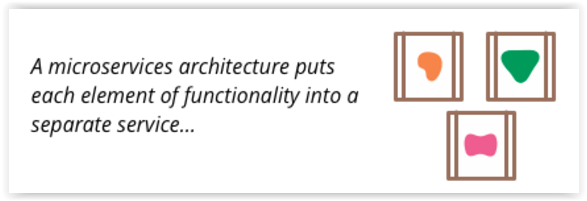 A microservices architecture puts
each element of functionality into a
separate service...